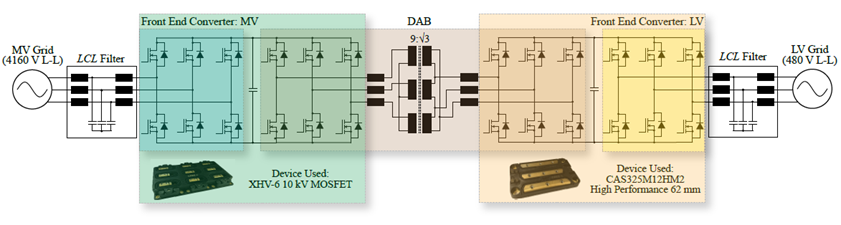 Front End Converter: MV
DAB
Front End Converter: LV
9:√3
MV Grid
(4160 V L-L)
LCL Filter
LCL Filter
LV Grid
(480 V L-L)
Device Used:
XHV-6 10 kV MOSFET
Device Used:
CAS325M12HM2
High Performance 62 mm